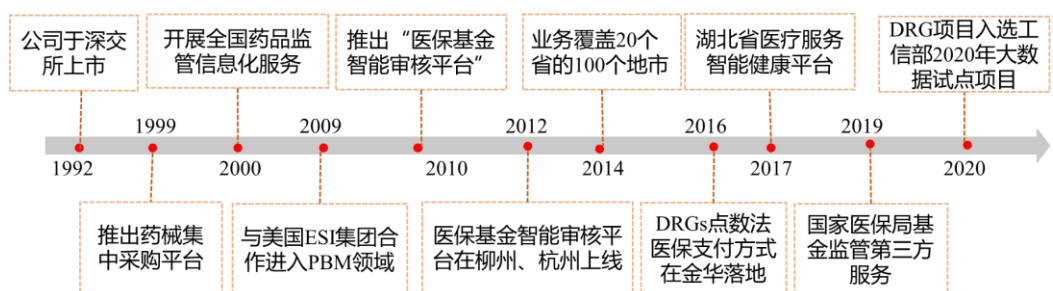 公司于深交
所上市
开展全国药品监
管信息化服务
推出“医保基金
智能审核平台”
业务覆盖20个
省的100个地市
湖北省医疗服务
智能健康平台
DRG项目入选工
信部2020年大数
据试点项目
1999
2009
2012
2016
2019
1992
2000
2010
2014
2017
2020
推出药械集
中采购平台
与美国ESI集团合
作进入PBM领域
医保基金智能审核平
台在柳州、杭州上线
DRGs点数法
医保支付方式
在金华落地
国家医保局基
金监管第三方
服务